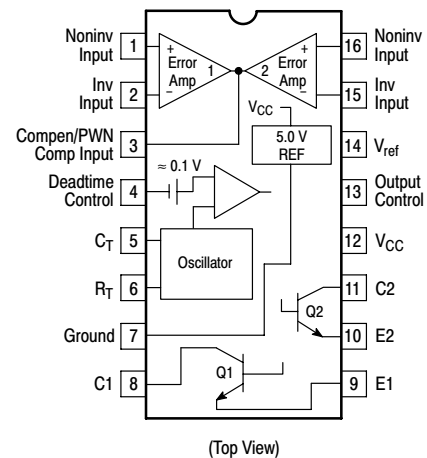 Noninv
Input
1
+
Error
Amp
1
2
+
Error
Amp
16
Noninv
Input
Inv
Input
2
−
−
15
Inv
Input
VCC
5.0 V
REF
Compen/PWN
Comp Input
3
14
Vref
≈ 0.1 V
Deadtime
Control
4
13
Output
Control
CT
5
Oscillator
12
VCC
RT
6
Q2
11
C2
Ground
7
10
E2
C1
8
Q1
9
E1
(Top View)